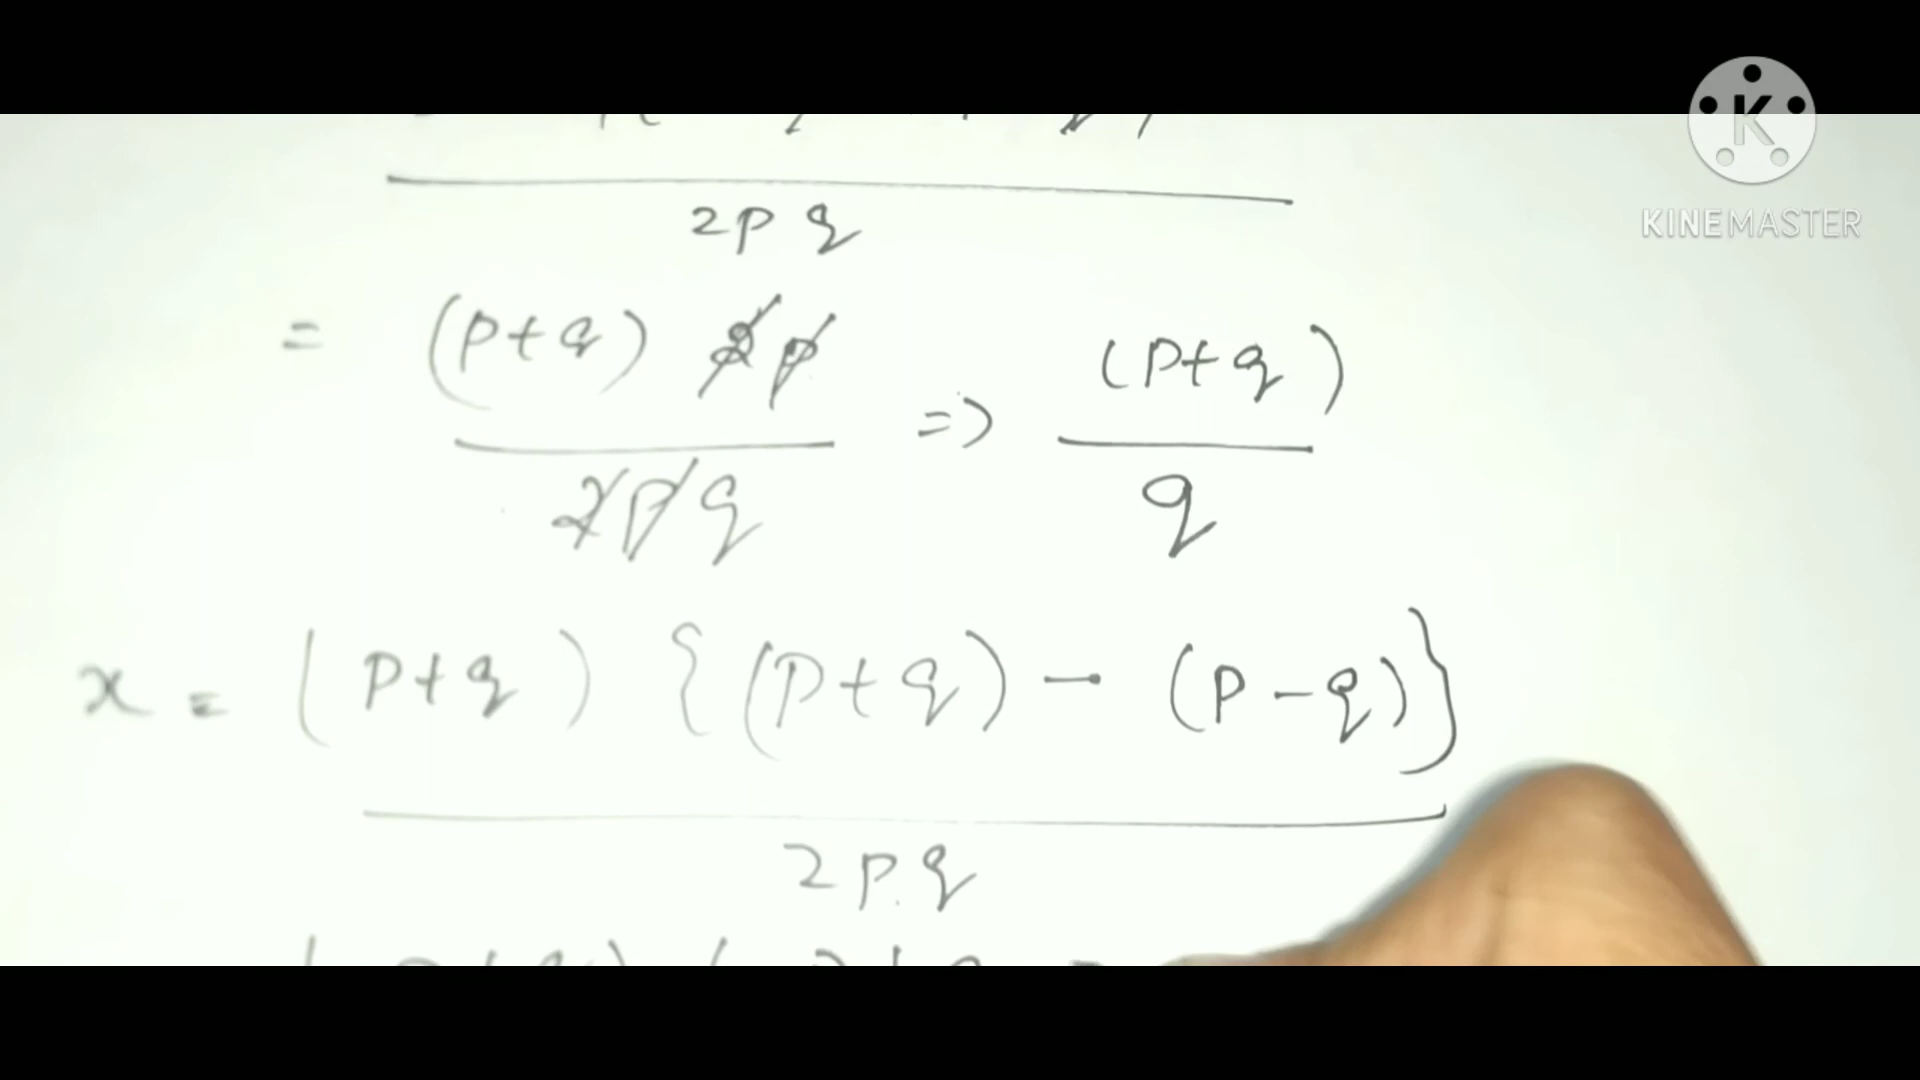 K
KINEMASTER
2pq
= (p+q) 2p / 2pq => (p+q) / q
x = (p+q) {(p+q) - (p-q)}
2pq